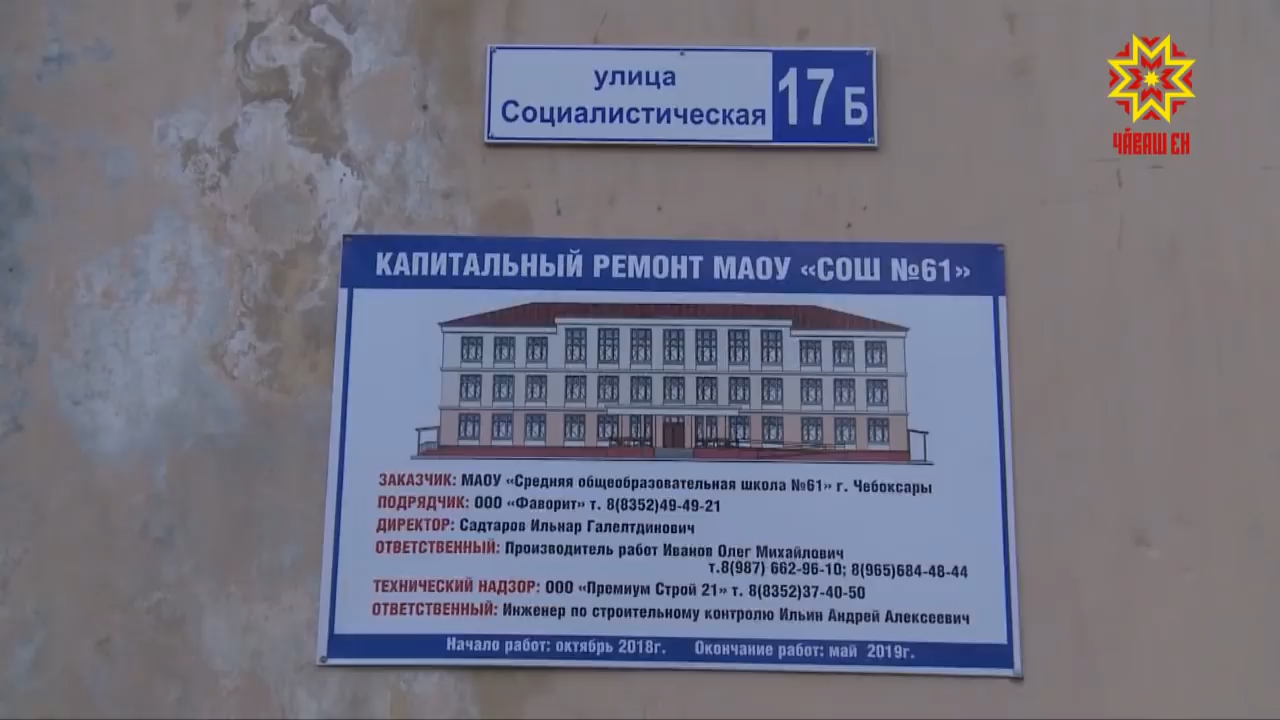 улица
Социалистическая
17Б
ЧӐВАШ ЕН
КАПИТАЛЬНЫЙ РЕМОНТ МАОУ «СОШ №61»
ЗАКАЗЧИК: МАОУ «Средняя общеобразовательная школа №61» г. Чебоксары
ПОДРЯДЧИК: ООО «Фаворит» т. 8(8352)49-49-21
ДИРЕКТОР: Садтаров Ильнар Галелтдинович
ОТВЕТСТВЕННЫЙ: Производитель работ Иванов Олег Михайлович
т.8(987) 662-96-10; 8(965)684-48-44
ТЕХНИЧЕСКИЙ НАДЗОР: ООО «Премиум Строй 21» т. 8(8352)37-40-50
ОТВЕТСТВЕННЫЙ: Инженер по строительному контролю Ильин Андрей Алексеевич
Начало работ: октябрь 2018г. Окончание работ: май 2019г.